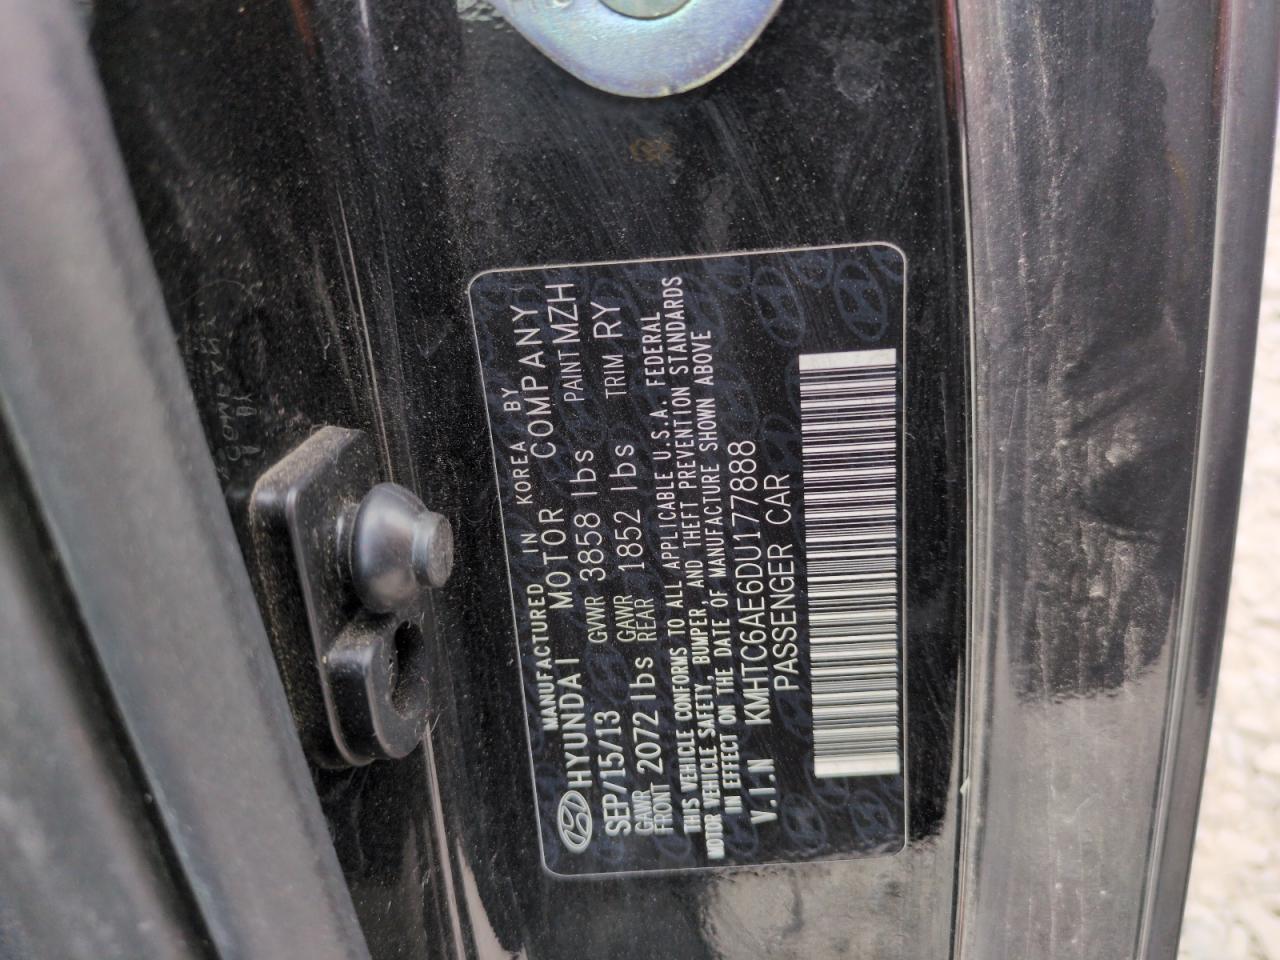 MANUFACTURED IN KOREA BY
HYUNDAI MOTOR COMPANY
SEP/15/13 GVWR 3858 lbs PAINT MZH
GAWR FRONT 2072 lbs GAWR REAR 1852 lbs TRIM RY
THIS VEHICLE CONFORMS TO ALL APPLICABLE U.S.A. FEDERAL
MOTOR VEHICLE SAFETY, BUMPER, AND THEFT PREVENTION STANDARDS
IN EFFECT ON THE DATE OF MANUFACTURE SHOWN ABOVE
V.I.N KMHTC6AE6DU177888
PASSENGER CAR